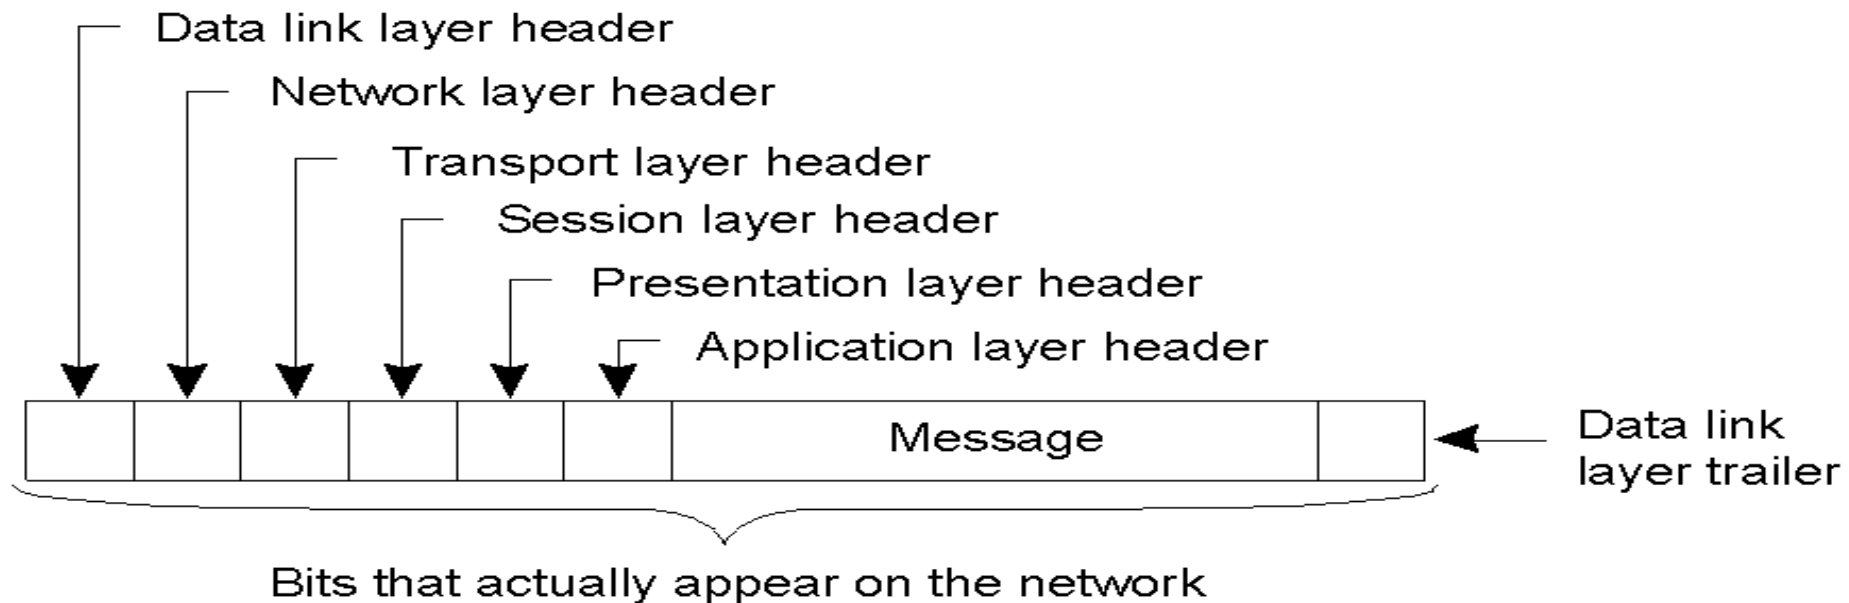 Data link layer header
Network layer header
Transport layer header
Session layer header
Presentation layer header
Application layer header
Message
Data link
layer trailer
Bits that actually appear on the network